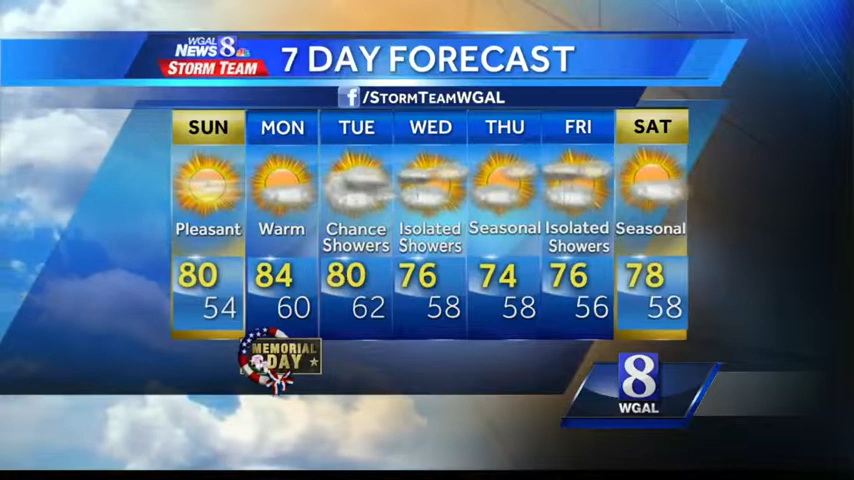 WGAL
NEWS 8
STORM TEAM
7 DAY FORECAST
f/STORMTEAMWGAL
SUN MON TUE WED THU FRI SAT
Pleasant Warm Chance Showers Isolated Showers Seasonal Isolated Showers Seasonal
80 84 80 76 74 76 78
54 60 62 58 58 56 58
MEMORIAL
DAY
8
WGAL